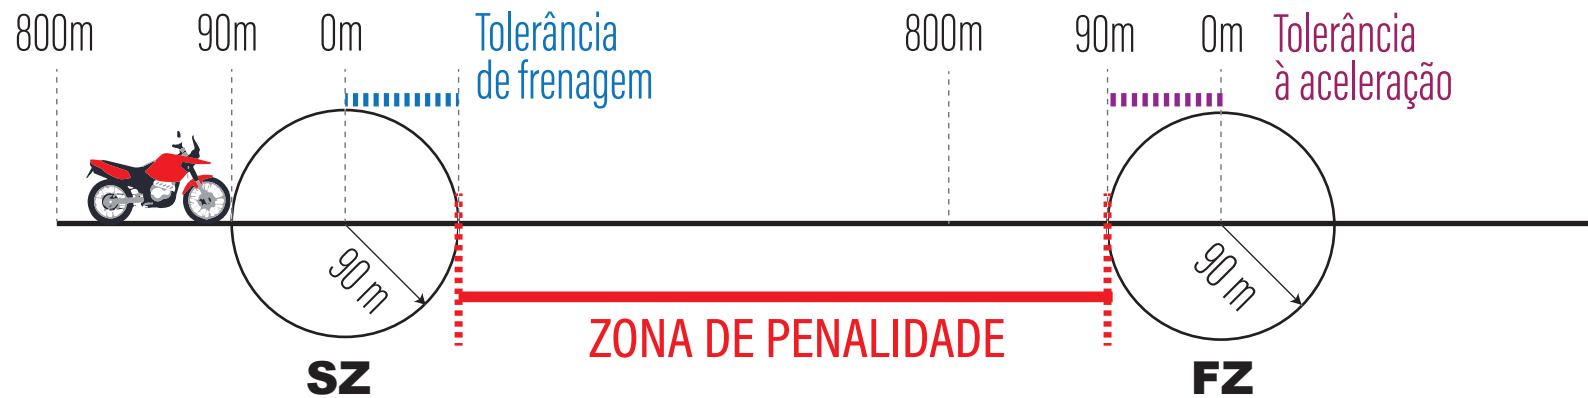 800m 90m 0m Tolerância
de frenagem
800m 90m 0m Tolerância
à aceleração
90 m
90 m
ZONA DE PENALIDADE
SZ
FZ